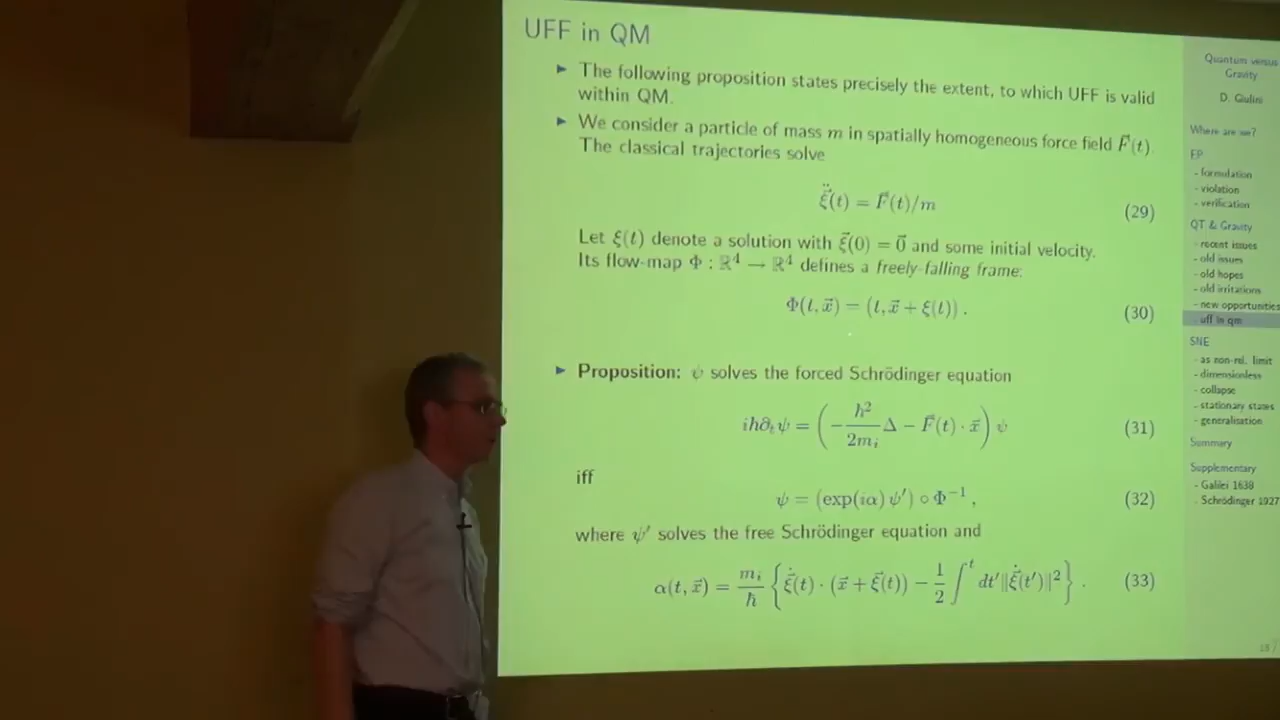 UFF in QM
► The following proposition states precisely the extent, to which UFF is valid
within QM.
► We consider a particle of mass m in spatially homogeneous force field F⃗(t).
The classical trajectories solve
ξ⃗̈(t) = F⃗(t)/m (29)
Let ξ(t) denote a solution with ξ⃗(0) = 0⃗ and some initial velocity.
Its flow-map Φ : ℝ⁴ → ℝ⁴ defines a freely-falling frame:
Φ(t, x⃗) = (t, x⃗ + ξ(t)) . (30)
► Proposition: ψ solves the forced Schrödinger equation
iħ∂ₜψ = (−ħ²/2mᵢ Δ − F⃗(t) · x⃗) ψ (31)
iff
ψ = (exp(iα) ψ′) ∘ Φ⁻¹ , (32)
where ψ′ solves the free Schrödinger equation and
α(t, x⃗) = mᵢ/ħ {ξ⃗̇(t) · (x⃗ + ξ⃗(t)) − 1/2 ∫ᵗ dt′‖ξ⃗̇(t′)‖²} . (33)
Quantum versus
Gravity
D. Giulini
Where are we?
EP
- formulation
- violation
- verification
QT & Gravity
- recent issues
- old issues
- old hopes
- old irritations
- new opportunities
- uff in qm
SNE
- as non-rel. limit
- dimensionless
- collapse
- stationary states
- generalisation
Summary
Supplementary
- Galilei 1638
- Schrödinger 1927